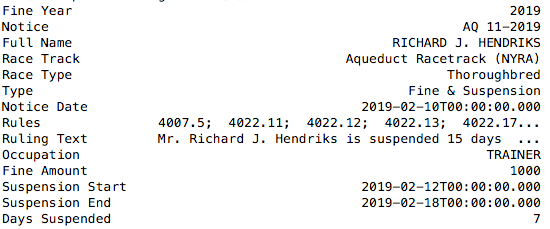 Fine Year 2019
Notice AQ 11-2019
Full Name RICHARD J. HENDRIKS
Race Track Aqueduct Racetrack (NYRA)
Race Type Thoroughbred
Type Fine & Suspension
Notice Date 2019-02-10T00:00:00.000
Rules 4007.5; 4022.11; 4022.12; 4022.13; 4022.17...
Ruling Text Mr. Richard J. Hendriks is suspended 15 days ...
Occupation TRAINER
Fine Amount 1000
Suspension Start 2019-02-12T00:00:00.000
Suspension End 2019-02-18T00:00:00.000
Days Suspended 7